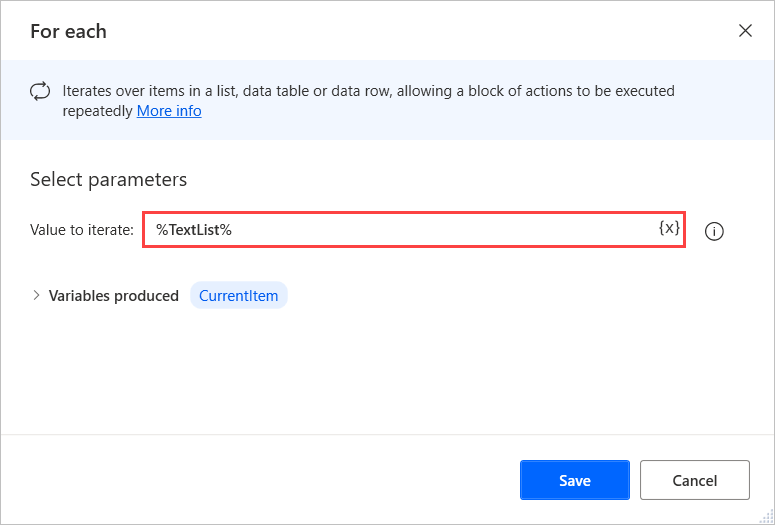 For each
Iterates over items in a list, data table or data row, allowing a block of actions to be executed
repeatedly More info
Select parameters
Value to iterate: %TextList% {x}
Variables produced CurrentItem
Save Cancel